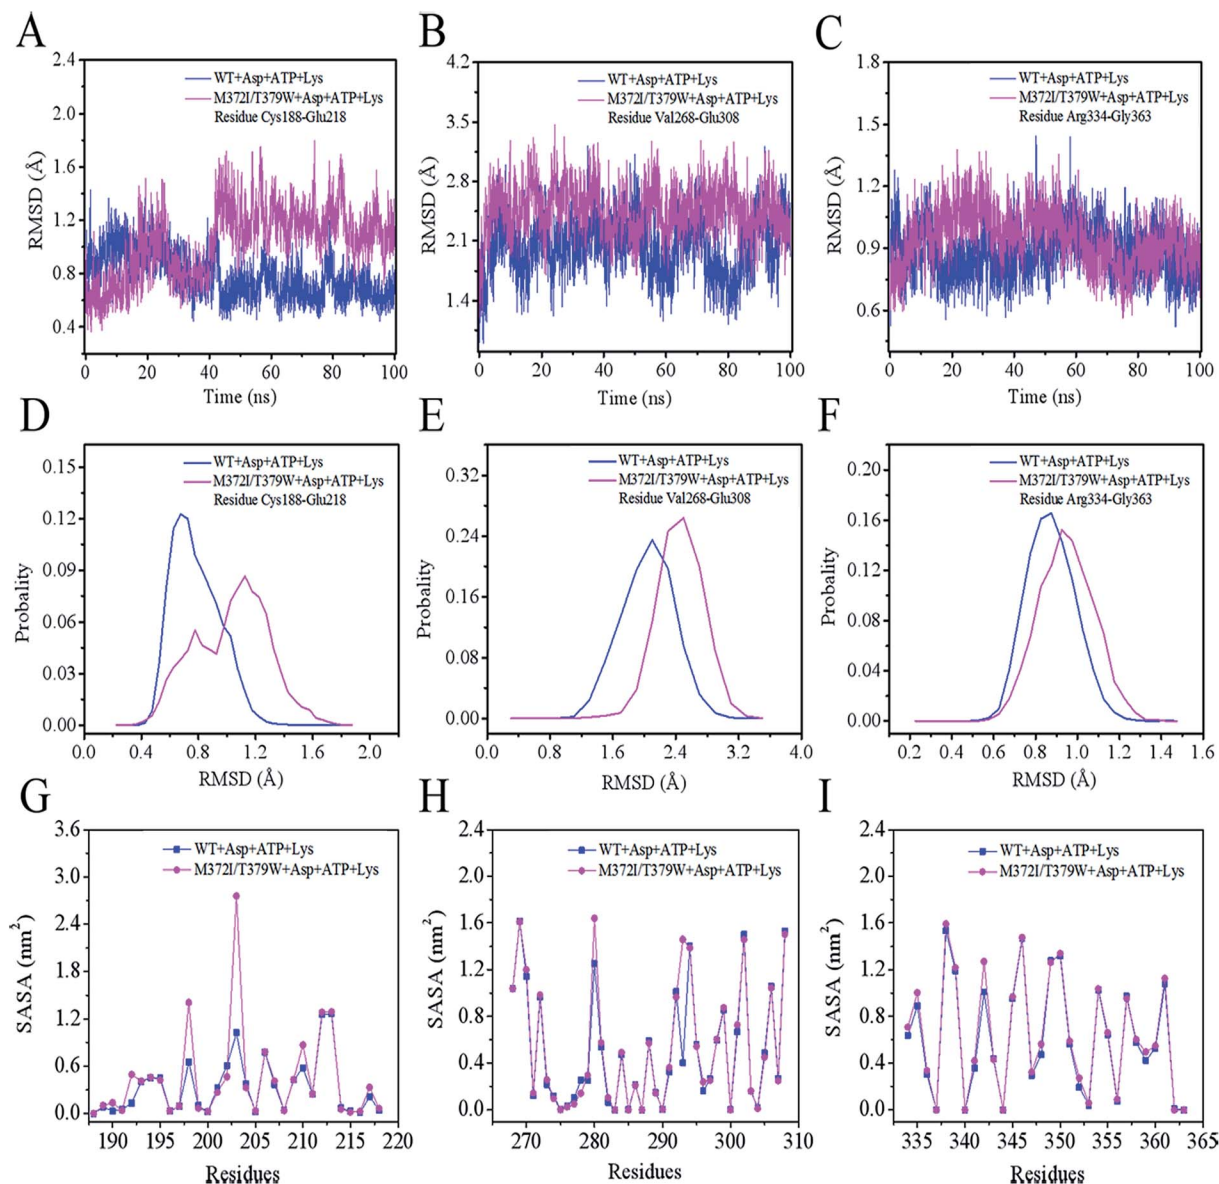 A
B
C
2.4
2.0
1.6
1.2
0.8
0.4
RMSD (Å)
WT+Asp+ATP+Lys
M372I/T379W+Asp+ATP+Lys
Residue Cys188-Glu218
0 20 40 60 80 100
Time (ns)
4.2
3.5
2.8
2.1
1.4
RMSD (Å)
WT+Asp+ATP+Lys
M372I/T379W+Asp+ATP+Lys
Residue Val268-Glu308
0 20 40 60 80 100
Time (ns)
1.8
1.5
1.2
0.9
0.6
RMSD (Å)
WT+Asp+ATP+Lys
M372I/T379W+Asp+ATP+Lys
Residue Arg334-Gly363
0 20 40 60 80 100
Time (ns)
D
E
F
0.15
0.12
0.09
0.06
0.03
0.00
Probality
WT+Asp+ATP+Lys
M372I/T379W+Asp+ATP+Lys
Residue Cys188-Glu218
0.0 0.4 0.8 1.2 1.6 2.0
RMSD (Å)
0.32
0.24
0.16
0.08
0.00
Probality
WT+Asp+ATP+Lys
M372I/T379W+Asp+ATP+Lys
Residue Val268-Glu308
0.0 0.8 1.6 2.4 3.2 4.0
RMSD (Å)
0.20
0.16
0.12
0.08
0.04
0.00
Probality
WT+Asp+ATP+Lys
M372I/T379W+Asp+ATP+Lys
Residue Arg334-Gly363
0.2 0.4 0.6 0.8 1.0 1.2 1.4 1.6
RMSD (Å)
G
H
I
3.6
3.0
2.4
1.8
1.2
0.6
0.0
SASA (nm²)
WT+Asp+ATP+Lys
M372I/T379W+Asp+ATP+Lys
190 195 200 205 210 215 220
Residues
2.4
2.0
1.6
1.2
0.8
0.4
0.0
SASA (nm²)
WT+Asp+ATP+Lys
M372I/T379W+Asp+ATP+Lys
270 280 290 300 310
Residues
2.4
2.0
1.6
1.2
0.8
0.4
0.0
SASA (nm²)
WT+Asp+ATP+Lys
M372I/T379W+Asp+ATP+Lys
335 340 345 350 355 360 365
Residues